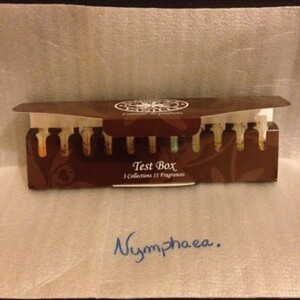 Test Box
3 Collections 11 Fragrances
Nymphaea.